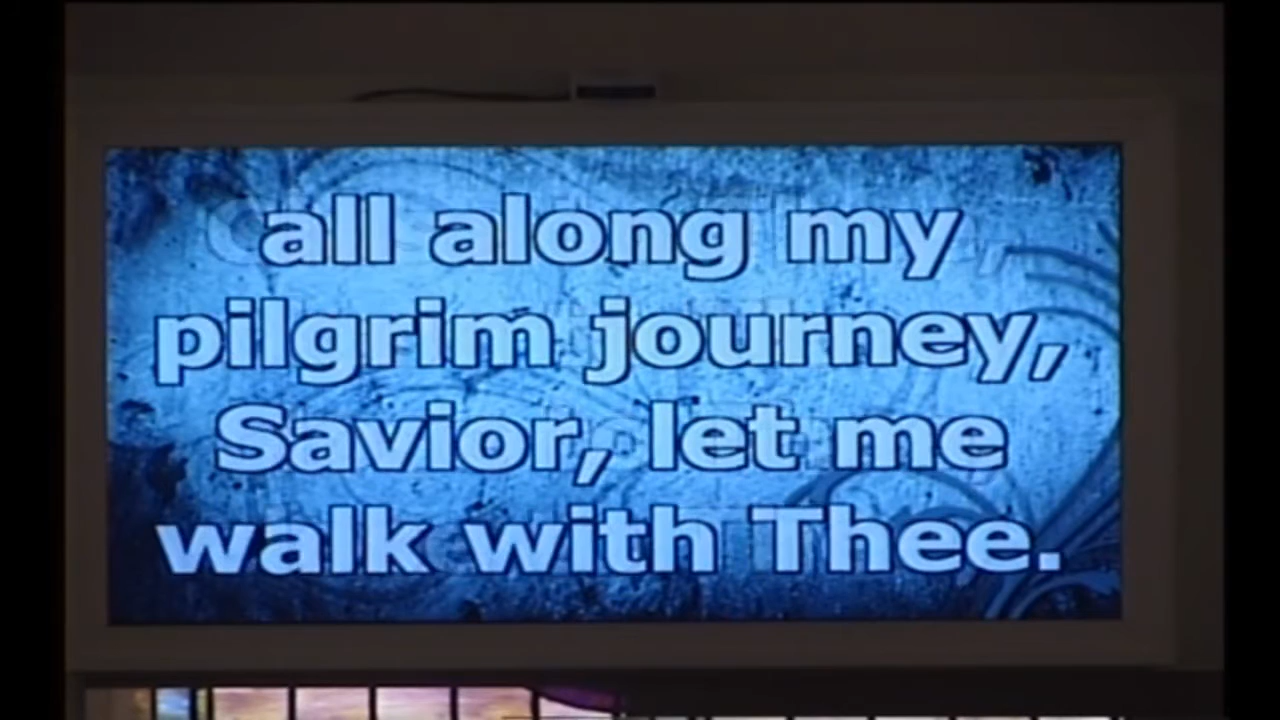 all along my
pilgrim journey,
Savior, let me
walk with Thee.